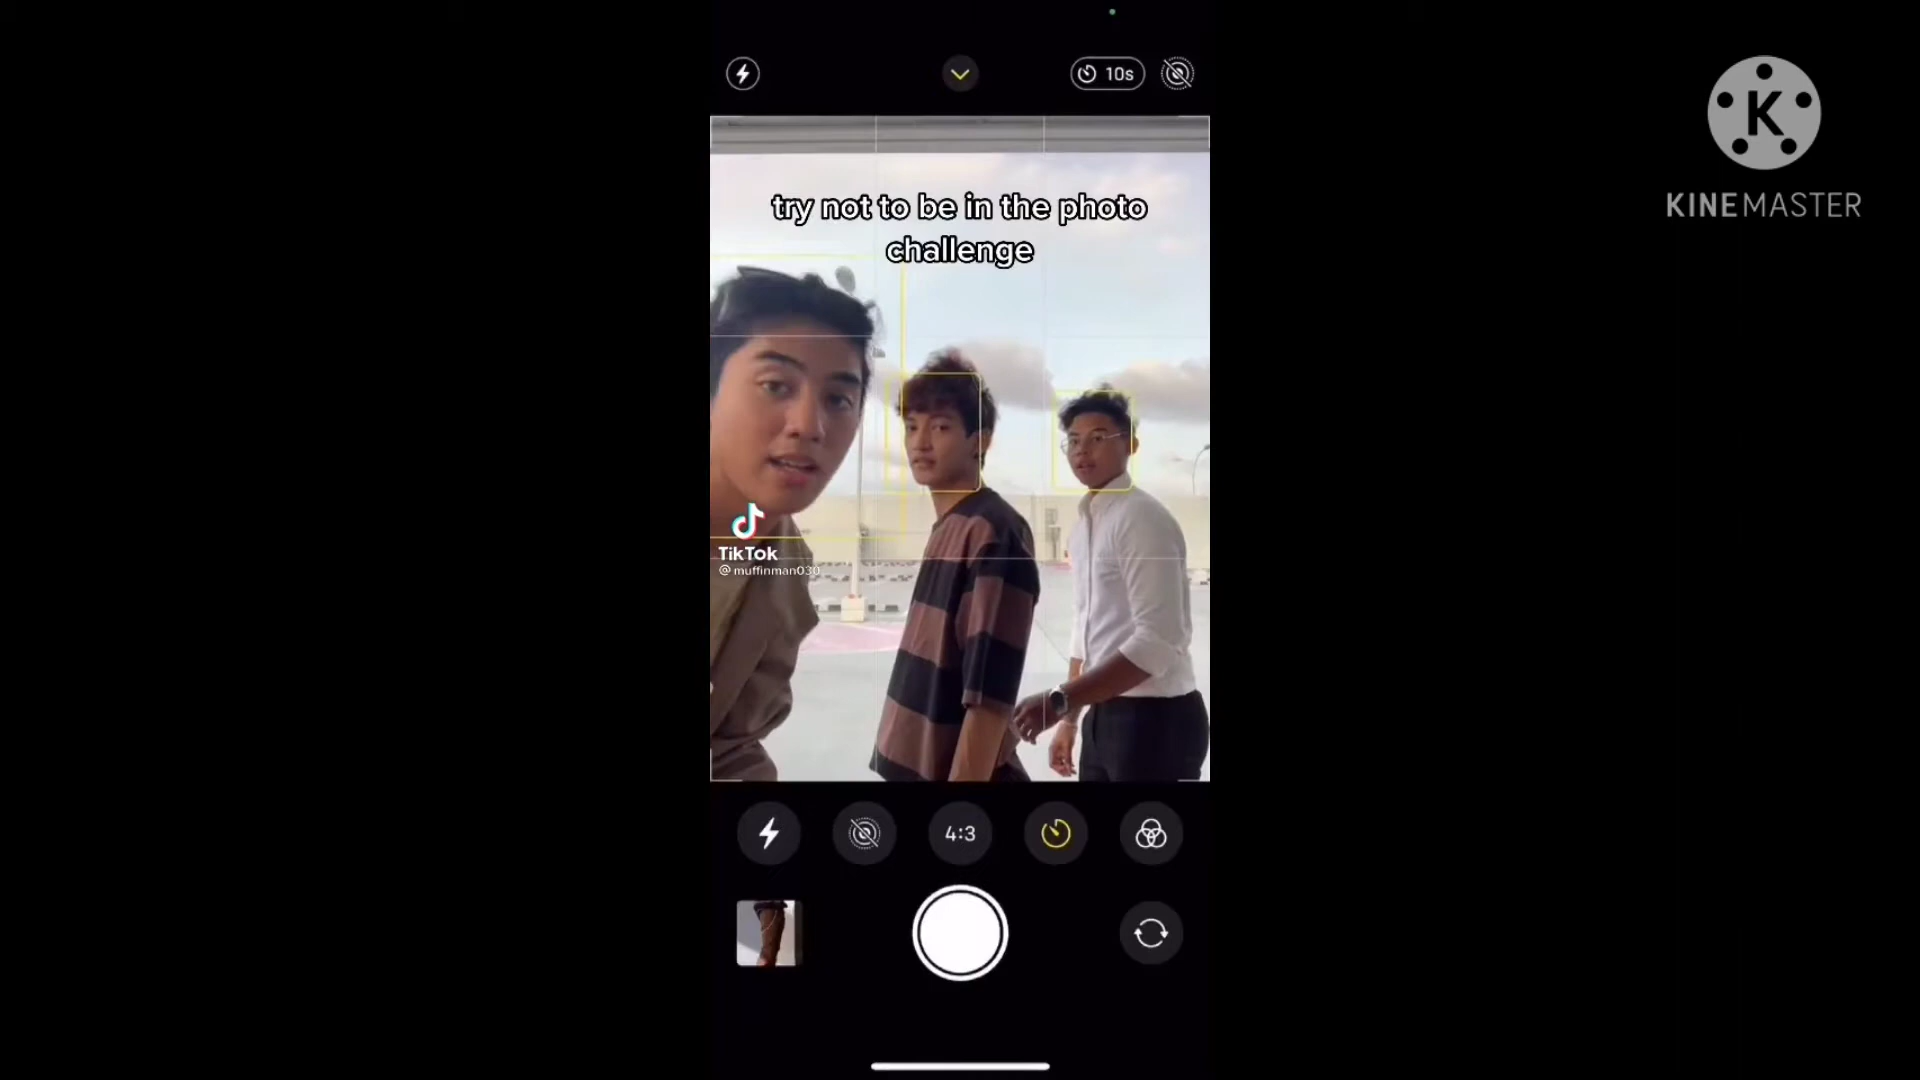 10s
K
KINEMASTER
try not to be in the photo
challenge
TikTok
@muffinman030
4:3